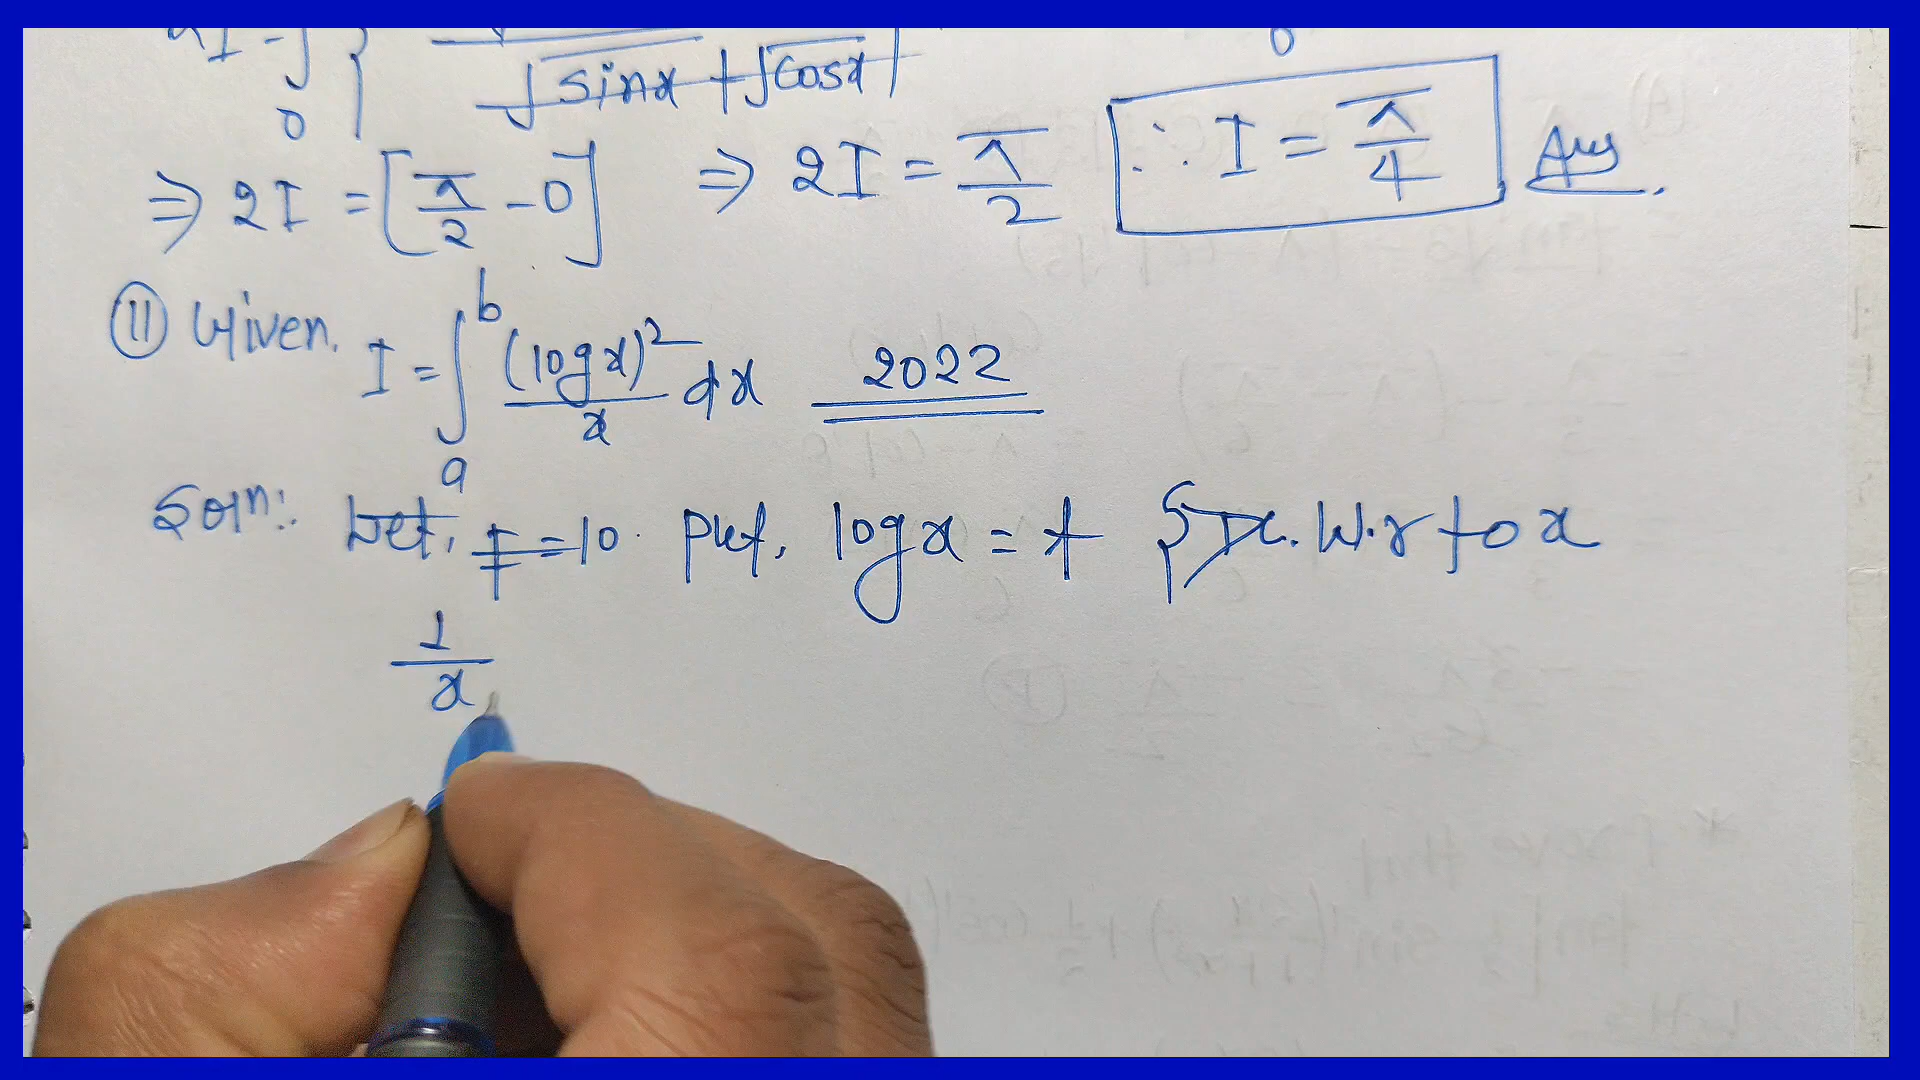 2I = ∫ { √sinx + √cosx
0
⇒ 2I = [π/2 - 0] ⇒ 2I = π/2 ∴ I = π/4 Ans.
(11) Given. I = ∫ₐᵇ (logx)²/x dx 2022
Soln: Let, I = 10. Put, logx = t & Dc. W.r to x
1/x